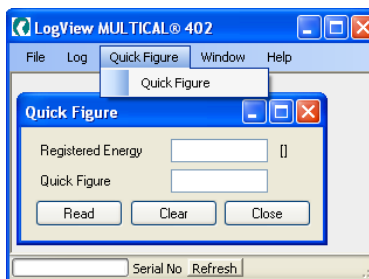 LogView MULTICAL® 402
File Log Quick Figure Window Help
Quick Figure
Quick Figure
Registered Energy []
Quick Figure
Read Clear Close
Serial No Refresh